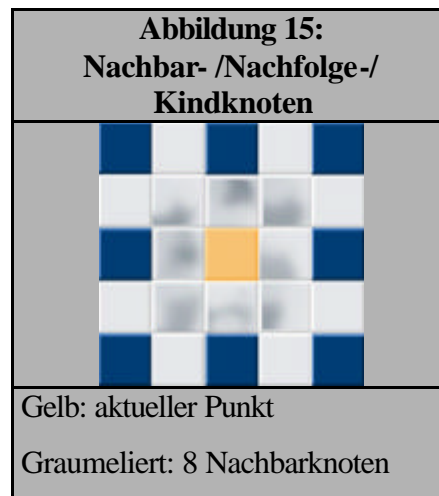 Abbildung 15:
Nachbar- /Nachfolge-/
Kindknoten
Gelb: aktueller Punkt
Graumeliert: 8 Nachbarknoten